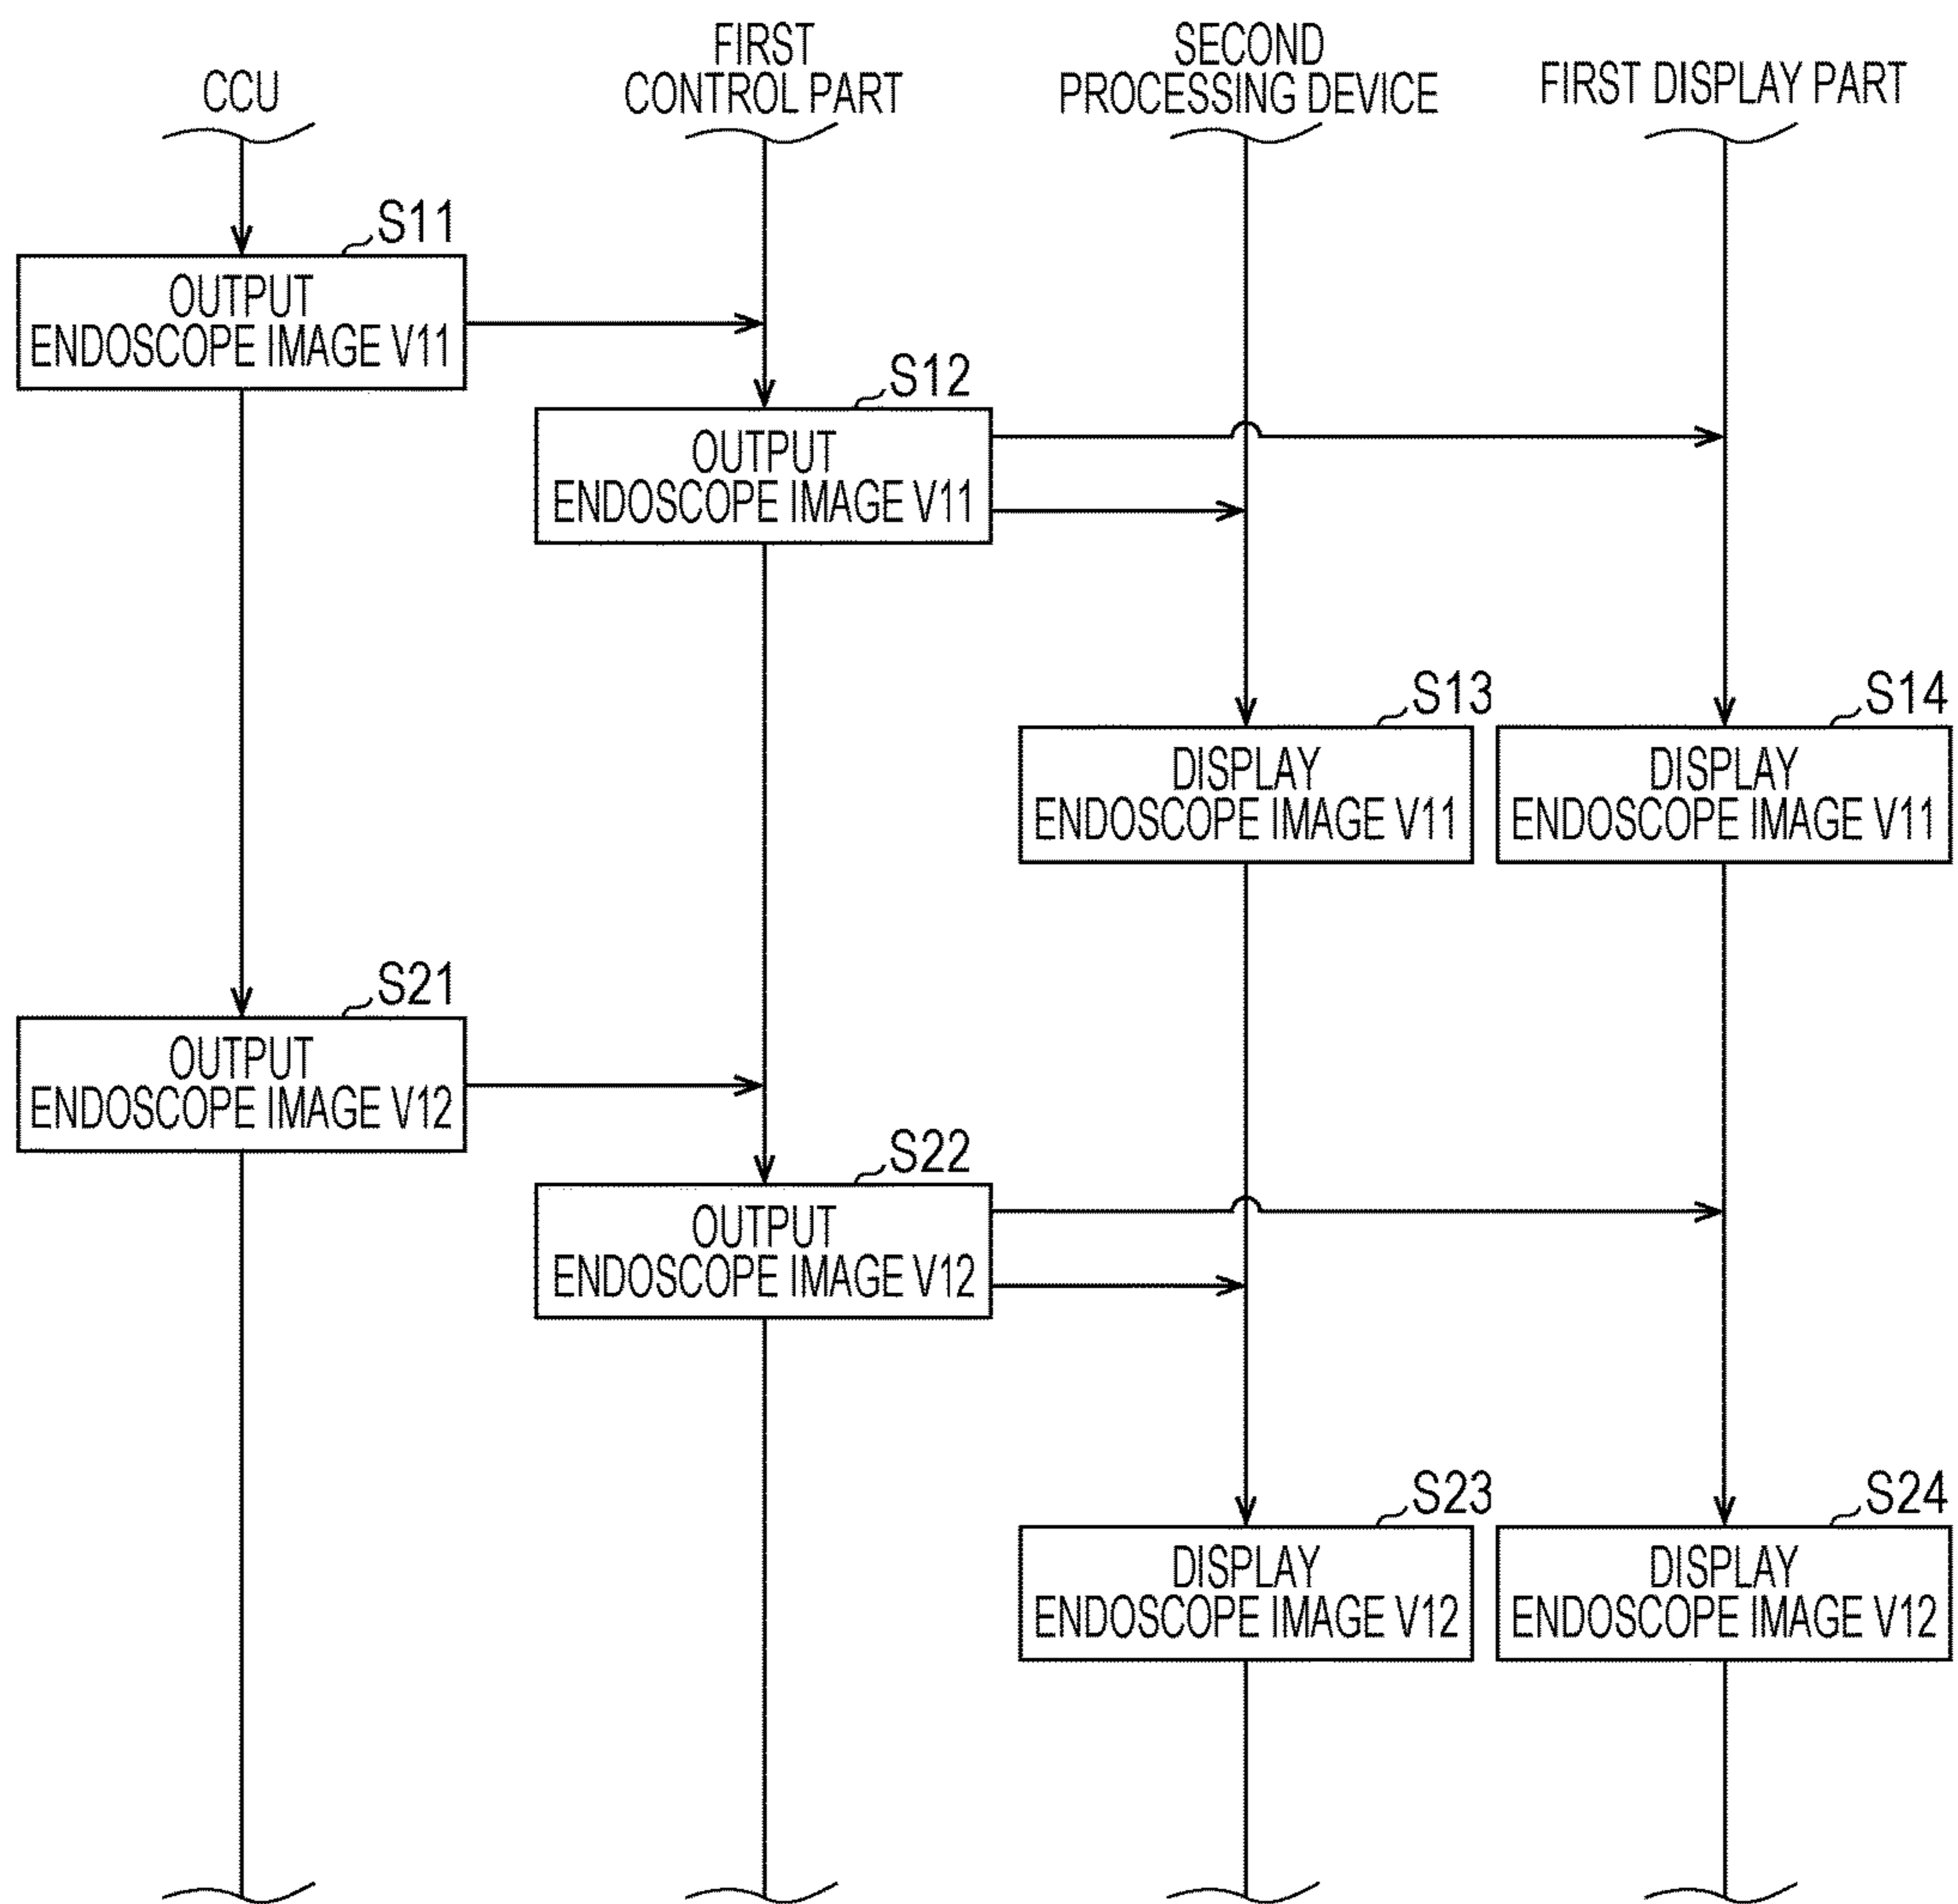 CCU
FIRST
CONTROL PART
SECOND
PROCESSING DEVICE
FIRST DISPLAY PART
S11
OUTPUT
ENDOSCOPE IMAGE V11
S12
OUTPUT
ENDOSCOPE IMAGE V11
S13
DISPLAY
ENDOSCOPE IMAGE V11
S14
DISPLAY
ENDOSCOPE IMAGE V11
S21
OUTPUT
ENDOSCOPE IMAGE V12
S22
OUTPUT
ENDOSCOPE IMAGE V12
S23
DISPLAY
ENDOSCOPE IMAGE V12
S24
DISPLAY
ENDOSCOPE IMAGE V12